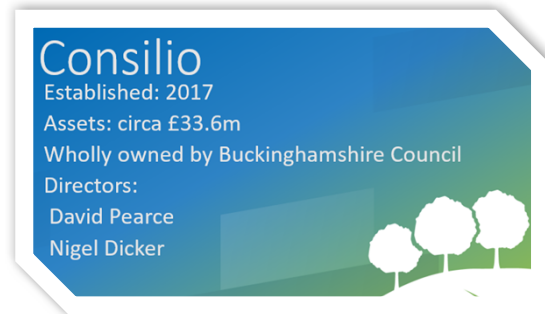 Consilio
Established: 2017
Assets: circa £33.6m
Wholly owned by Buckinghamshire Council
Directors:
David Pearce
Nigel Dicker